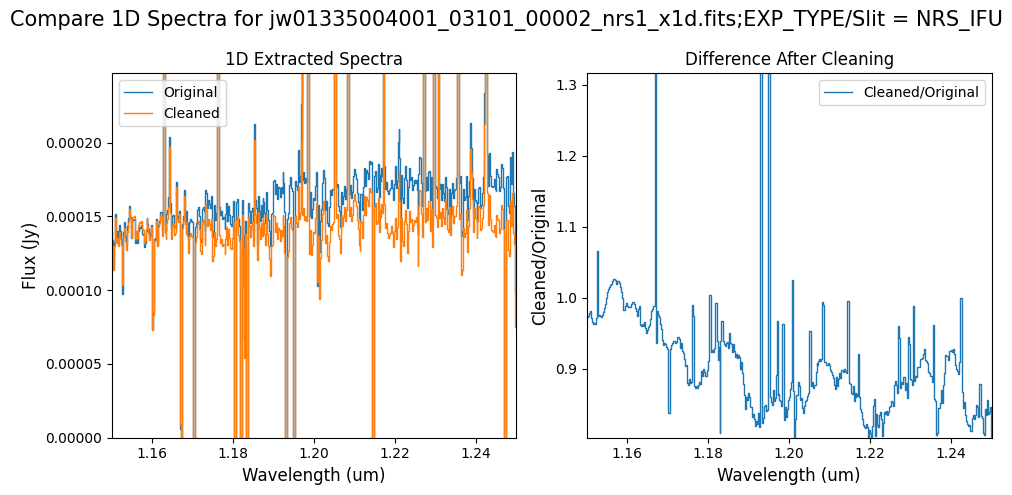 Compare 1D Spectra for jw01335004001_03101_00002_nrs1_x1d.fits;EXP_TYPE/Slit = NRS_IFU
1D Extracted Spectra
Original
Cleaned
Flux (Jy)
0.00020
0.00015
0.00010
0.00005
0.00000
1.16 1.18 1.20 1.22 1.24
Wavelength (um)
Difference After Cleaning
Cleaned/Original
Cleaned/Original
1.3
1.2
1.1
1.0
0.9
1.16 1.18 1.20 1.22 1.24
Wavelength (um)